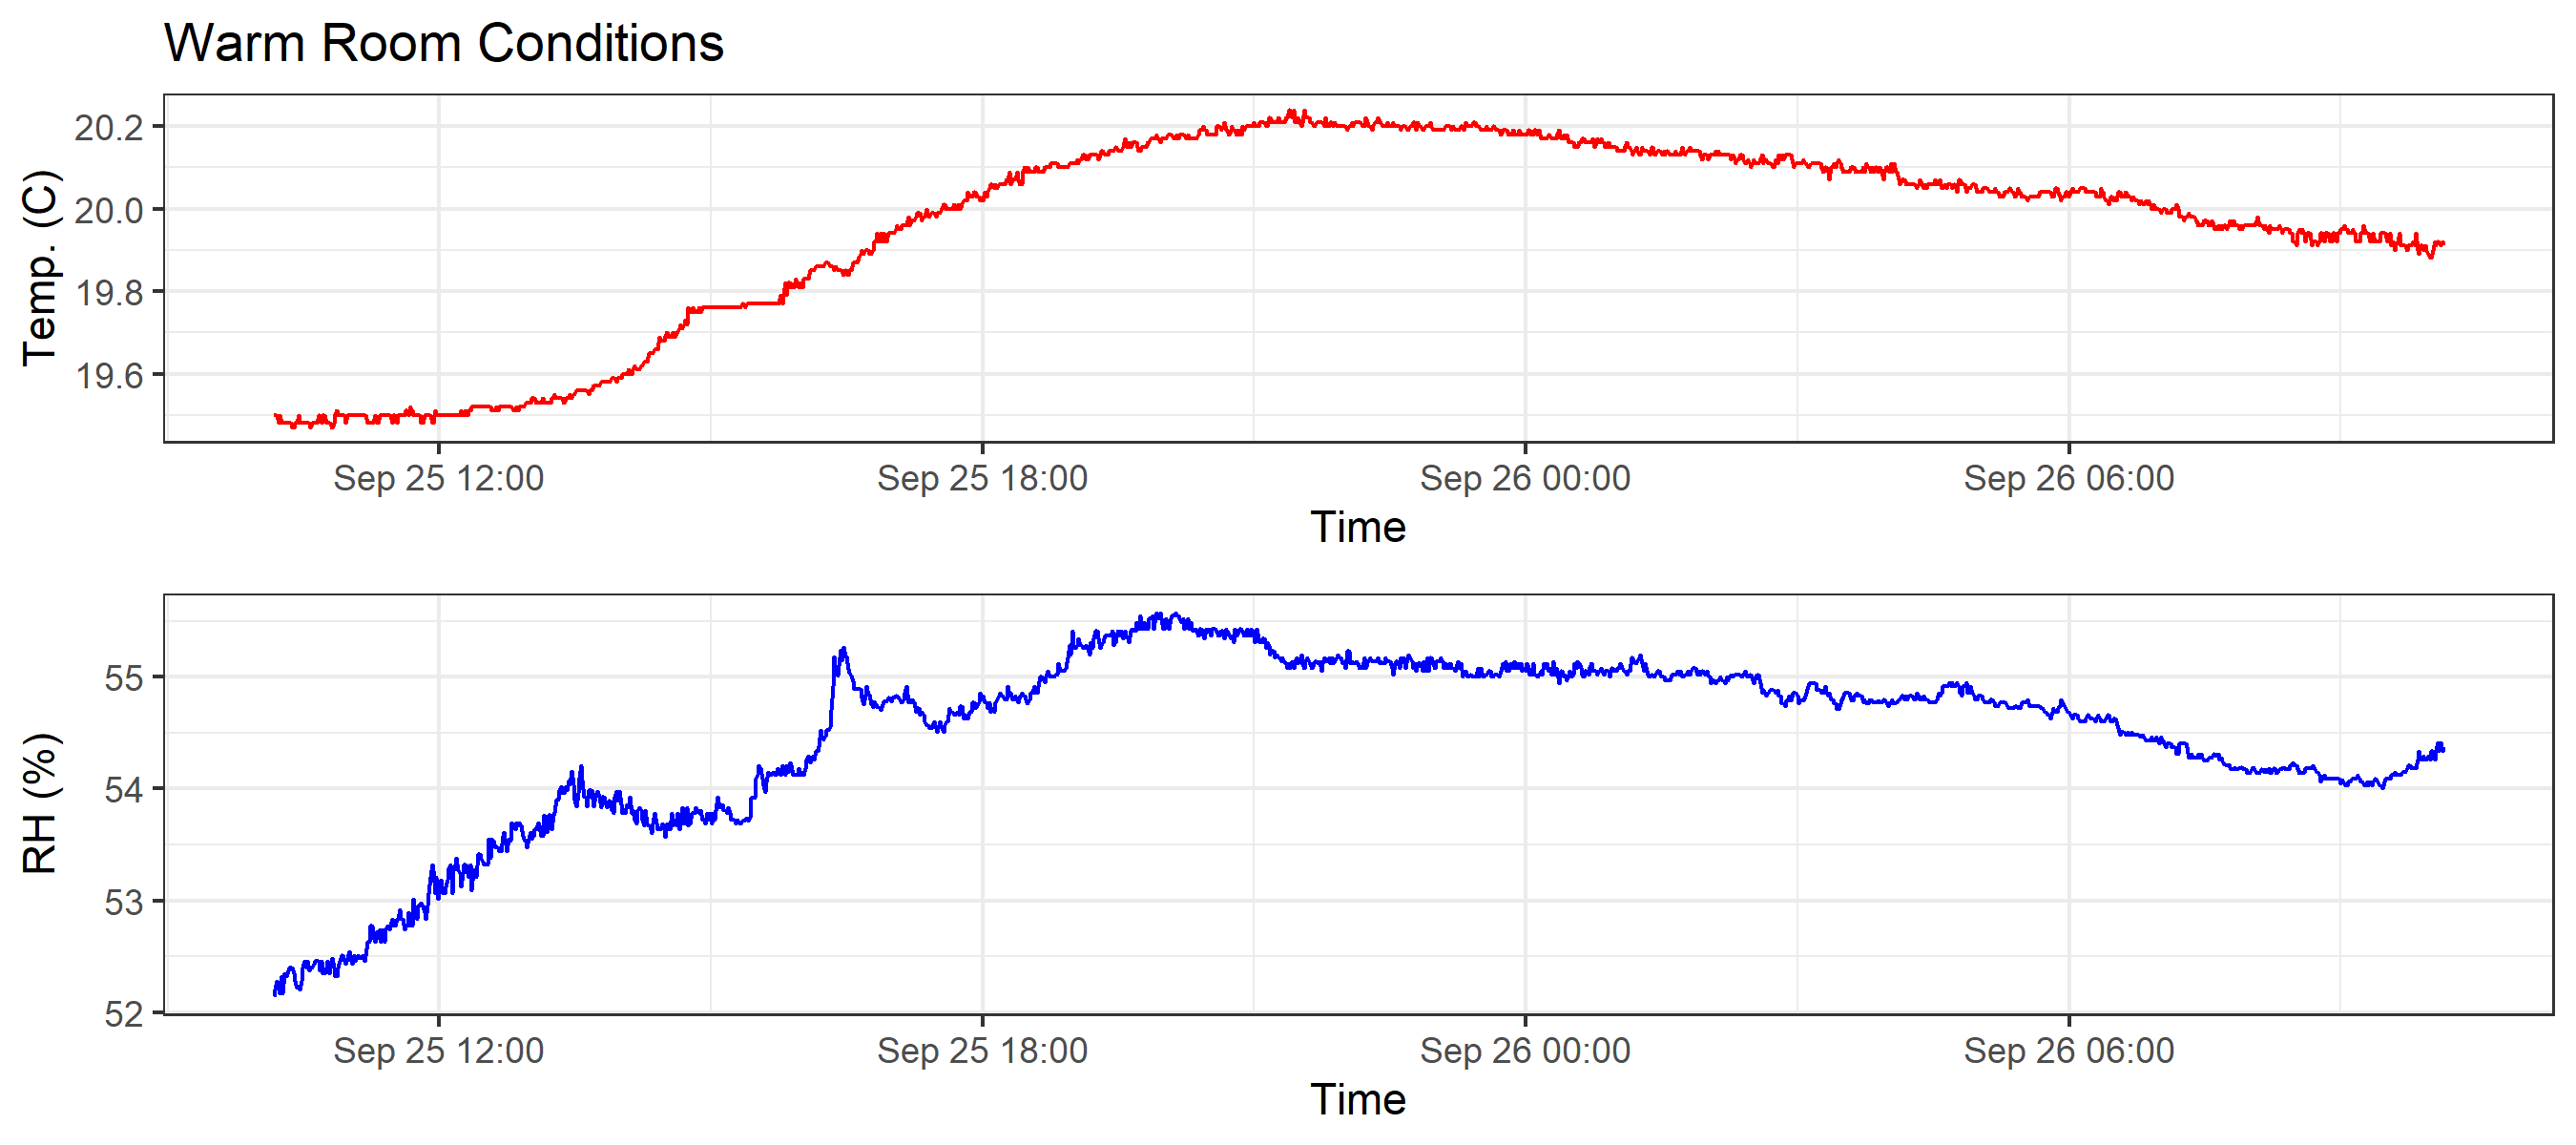 Warm Room Conditions
20.2
20.0
19.8
19.6
Temp. (C)
Sep 25 12:00 Sep 25 18:00 Sep 26 00:00 Sep 26 06:00
Time
55
54
53
52
RH (%)
Sep 25 12:00 Sep 25 18:00 Sep 26 00:00 Sep 26 06:00
Time